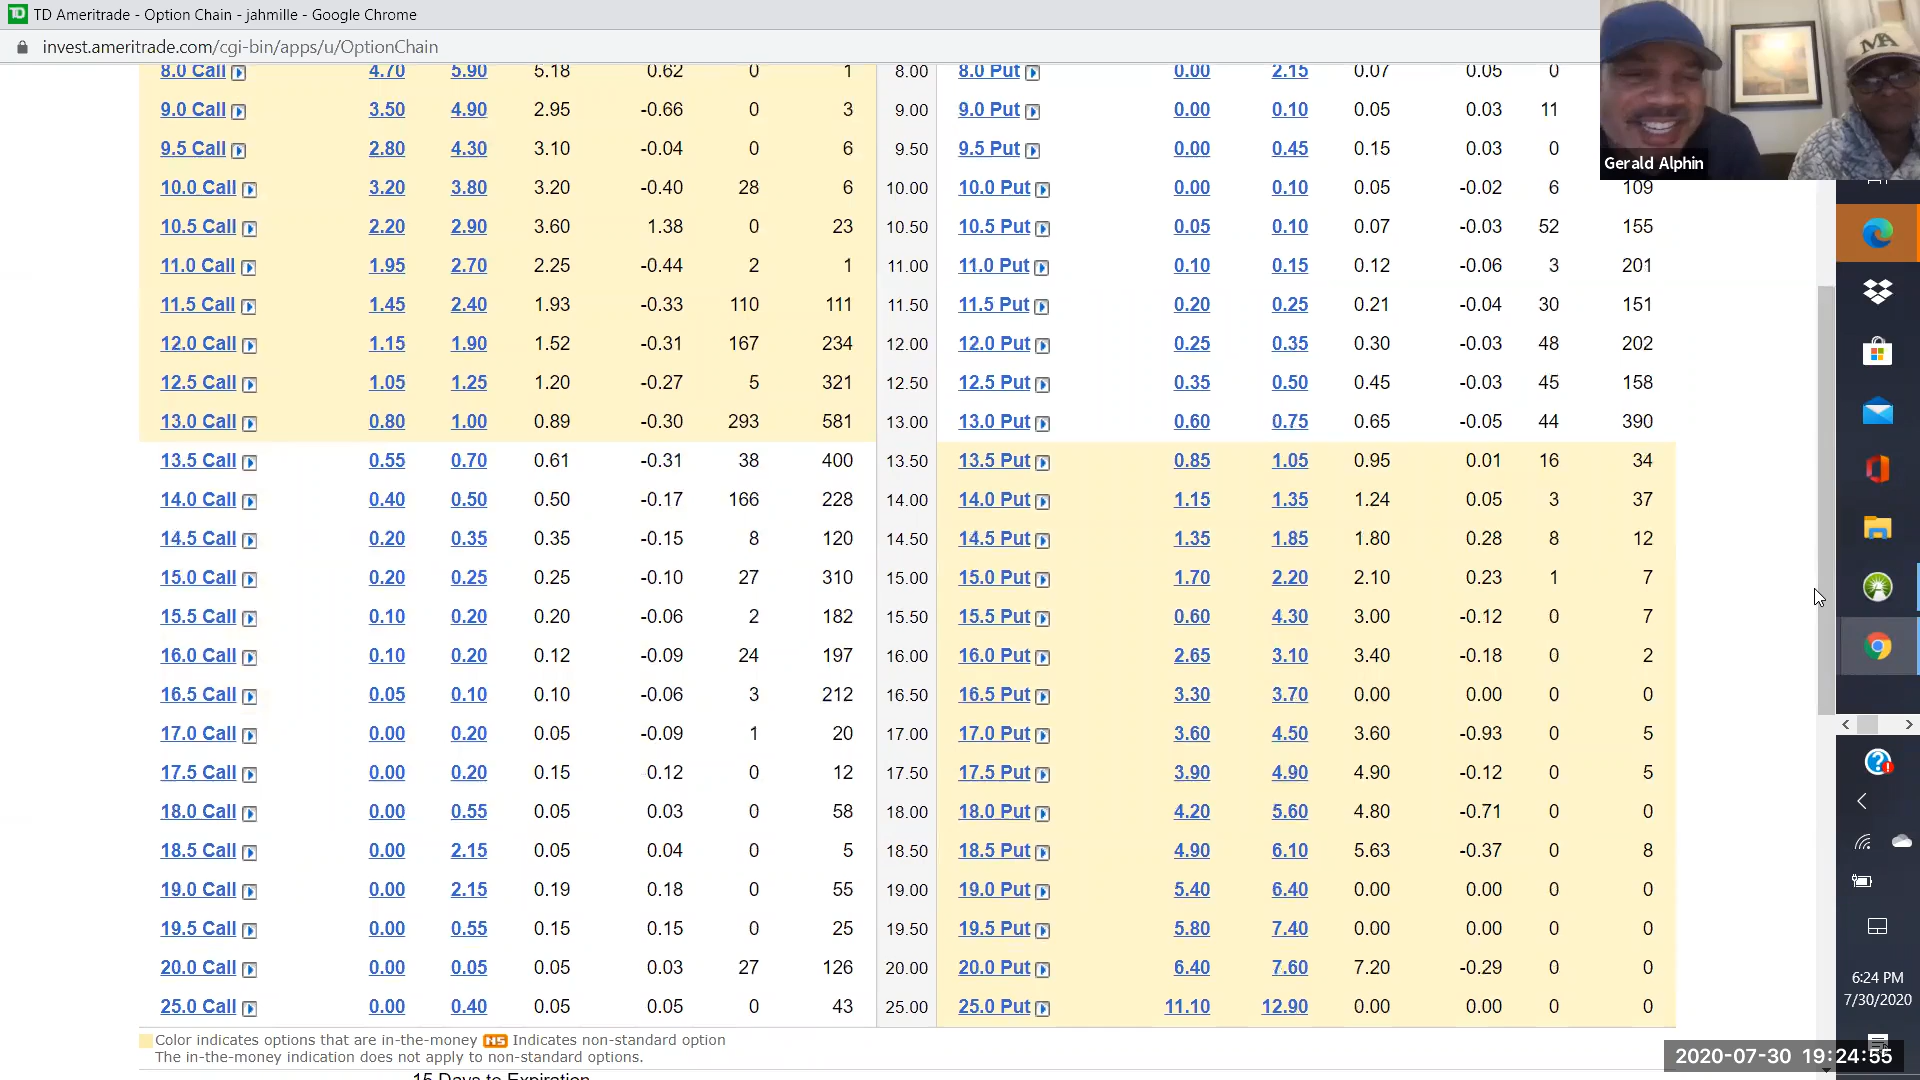 TD Ameritrade - Option Chain - jahmille - Google Chrome
invest.ameritrade.com/cgi-bin/apps/u/OptionChain
MA
Gerald Alphin
8.0 Call 4.70 5.90 5.18 0.62 0 1 8.00 8.0 Put 0.00 2.15 0.07 0.05 0
9.0 Call 3.50 4.90 2.95 -0.66 0 3 9.00 9.0 Put 0.00 0.10 0.05 0.03 11
9.5 Call 2.80 4.30 3.10 -0.04 0 6 9.50 9.5 Put 0.00 0.45 0.15 0.03 0
10.0 Call 3.20 3.80 3.20 -0.40 28 6 10.00 10.0 Put 0.00 0.10 0.05 -0.02 6 109
10.5 Call 2.20 2.90 3.60 1.38 0 23 10.50 10.5 Put 0.05 0.10 0.07 -0.03 52 155
11.0 Call 1.95 2.70 2.25 -0.44 2 1 11.00 11.0 Put 0.10 0.15 0.12 -0.06 3 201
11.5 Call 1.45 2.40 1.93 -0.33 110 111 11.50 11.5 Put 0.20 0.25 0.21 -0.04 30 151
12.0 Call 1.15 1.90 1.52 -0.31 167 234 12.00 12.0 Put 0.25 0.35 0.30 -0.03 48 202
12.5 Call 1.05 1.25 1.20 -0.27 5 321 12.50 12.5 Put 0.35 0.50 0.45 -0.03 45 158
13.0 Call 0.80 1.00 0.89 -0.30 293 581 13.00 13.0 Put 0.60 0.75 0.65 -0.05 44 390
13.5 Call 0.55 0.70 0.61 -0.31 38 400 13.50 13.5 Put 0.85 1.05 0.95 0.01 16 34
14.0 Call 0.40 0.50 0.50 -0.17 166 228 14.00 14.0 Put 1.15 1.35 1.24 0.05 3 37
14.5 Call 0.20 0.35 0.35 -0.15 8 120 14.50 14.5 Put 1.35 1.85 1.80 0.28 8 12
15.0 Call 0.20 0.25 0.25 -0.10 27 310 15.00 15.0 Put 1.70 2.20 2.10 0.23 1 7
15.5 Call 0.10 0.20 0.20 -0.06 2 182 15.50 15.5 Put 0.60 4.30 3.00 -0.12 0 7
16.0 Call 0.10 0.20 0.12 -0.09 24 197 16.00 16.0 Put 2.65 3.10 3.40 -0.18 0 2
16.5 Call 0.05 0.10 0.10 -0.06 3 212 16.50 16.5 Put 3.30 3.70 0.00 0.00 0 0
17.0 Call 0.00 0.20 0.05 -0.09 1 20 17.00 17.0 Put 3.60 4.50 3.60 -0.93 0 5
17.5 Call 0.00 0.20 0.15 -0.12 0 12 17.50 17.5 Put 3.90 4.90 4.90 -0.12 0 5
18.0 Call 0.00 0.55 0.05 0.03 0 58 18.00 18.0 Put 4.20 5.60 4.80 -0.71 0 0
18.5 Call 0.00 2.15 0.05 0.04 0 5 18.50 18.5 Put 4.90 6.10 5.63 -0.37 0 8
19.0 Call 0.00 2.15 0.19 0.18 0 55 19.00 19.0 Put 5.40 6.40 0.00 0.00 0 0
19.5 Call 0.00 0.55 0.15 0.15 0 25 19.50 19.5 Put 5.80 7.40 0.00 0.00 0 0
20.0 Call 0.00 0.05 0.05 0.03 27 126 20.00 20.0 Put 6.40 7.60 7.20 -0.29 0 0
25.0 Call 0.00 0.40 0.05 0.05 0 43 25.00 25.0 Put 11.10 12.90 0.00 0.00 0 0
Color indicates options that are in-the-money NS Indicates non-standard option
The in-the-money indication does not apply to non-standard options.
15 Days to Expiration
6:24 PM
7/30/2020
2020-07-30 19:24:55